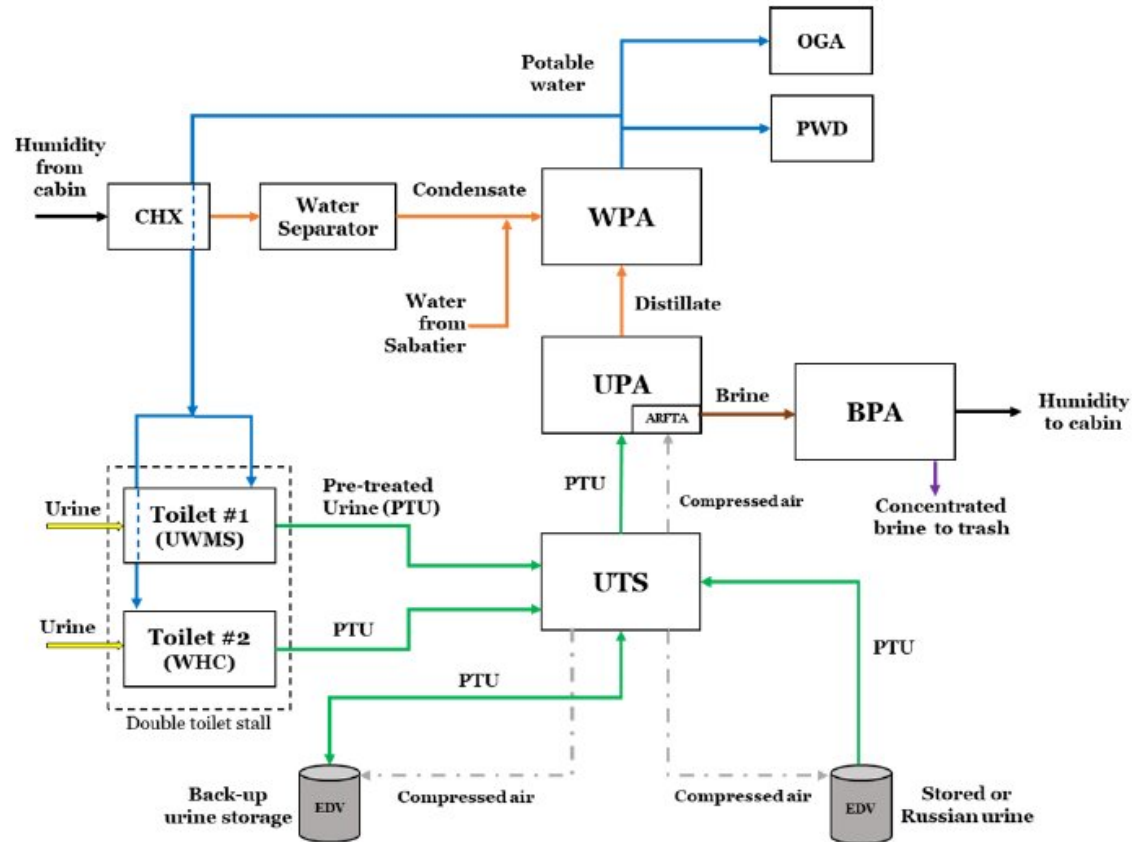 OGA
Potable
water
PWD
Humidity
from
cabin
CHX
Water
Separator
Condensate
WPA
Water
from
Sabatier
Distillate
UPA
ARFTA
Brine
BPA
Humidity
to cabin
Concentrated
brine to trash
PTU
Compressed air
Urine
Toilet #1
(UWMS)
Pre-treated
Urine (PTU)
UTS
Urine
Toilet #2
(WHC)
PTU
PTU
PTU
Double toilet stall
Back-up
urine storage
EDV
Compressed air
Compressed air
EDV
Stored or
Russian urine